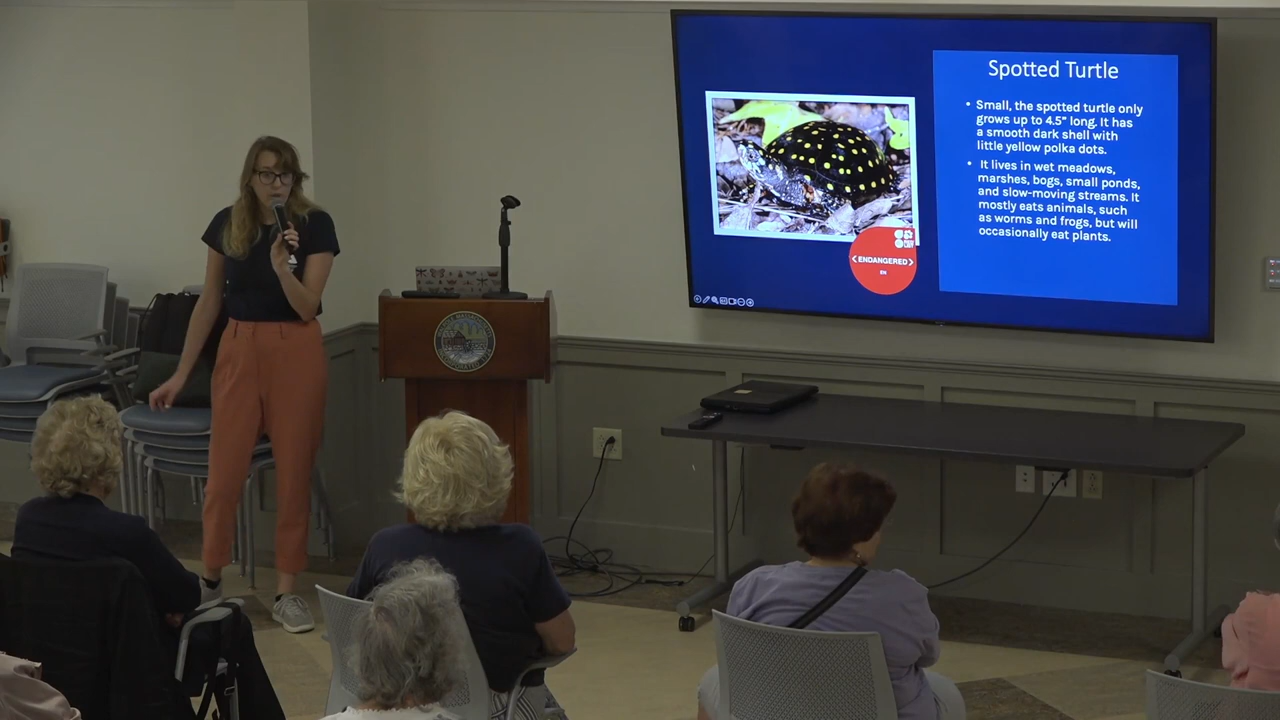 Spotted Turtle
• Small, the spotted turtle only
grows up to 4.5” long. It has
a smooth dark shell with
little yellow polka dots.
• It lives in wet meadows,
marshes, bogs, small ponds,
and slow-moving streams. It
mostly eats animals, such
as worms and frogs, but will
occasionally eat plants.
< ENDANGERED >
EN